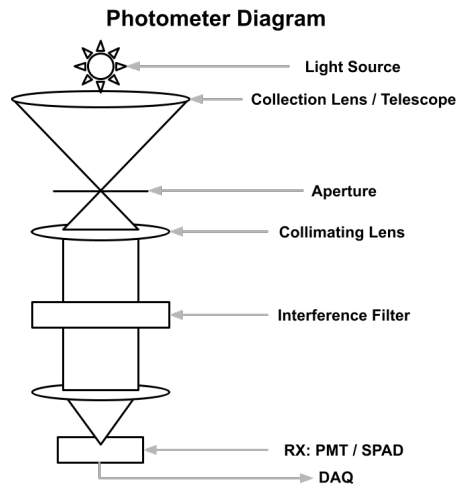 Photometer Diagram
Light Source
Collection Lens / Telescope
Aperture
Collimating Lens
Interference Filter
RX: PMT / SPAD
DAQ